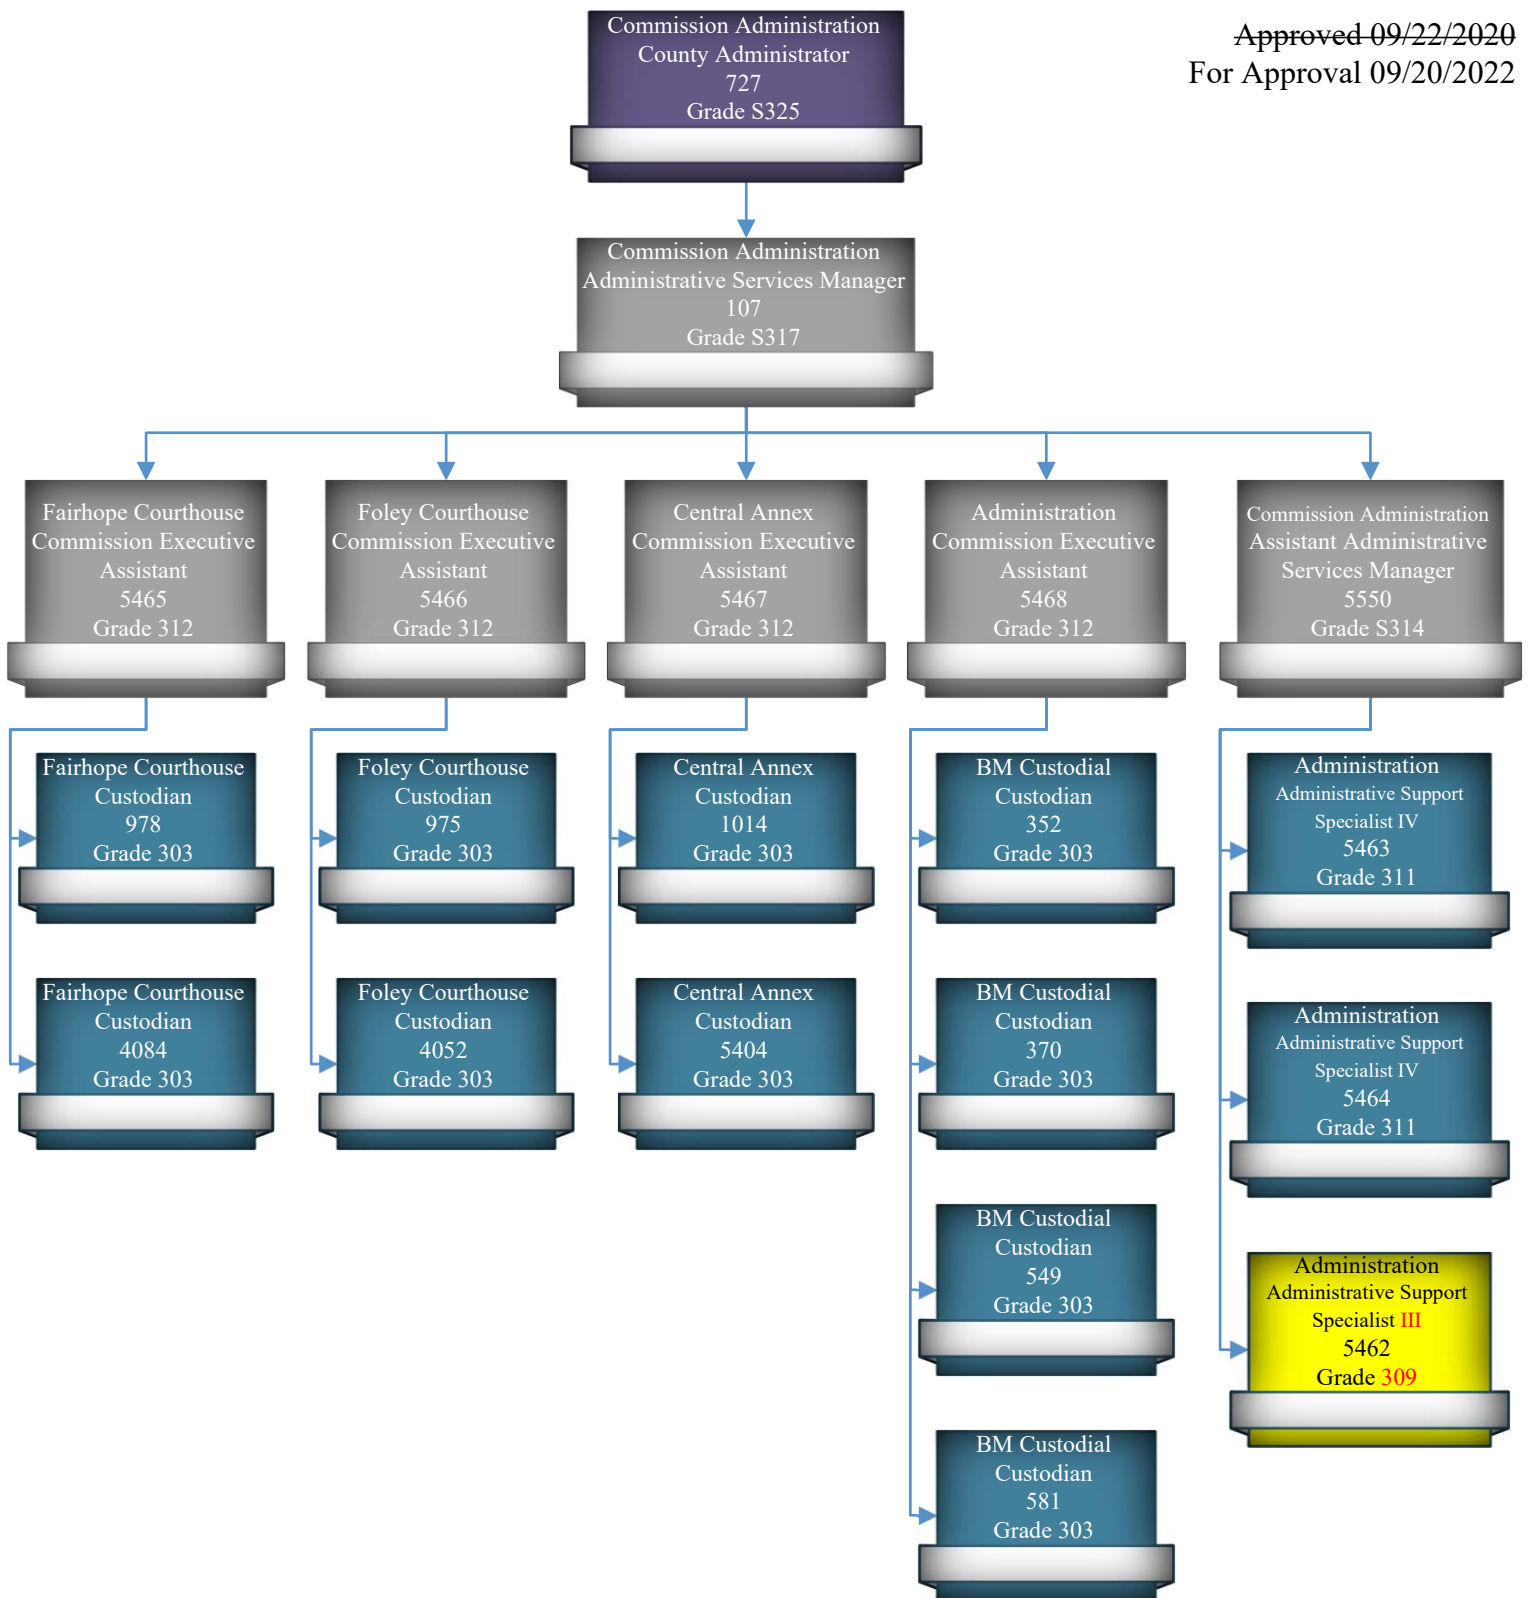 Commission Administration
County Administrator
727
Grade S325
Approved 09/22/2020
For Approval 09/20/2022
Commission Administration
Administrative Services Manager
107
Grade S317
Fairhope Courthouse
Commission Executive
Assistant
5465
Grade 312
Foley Courthouse
Commission Executive
Assistant
5466
Grade 312
Central Annex
Commission Executive
Assistant
5467
Grade 312
Administration
Commission Executive
Assistant
5468
Grade 312
Commission Administration
Assistant Administrative
Services Manager
5550
Grade S314
Fairhope Courthouse
Custodian
978
Grade 303
Foley Courthouse
Custodian
975
Grade 303
Central Annex
Custodian
1014
Grade 303
BM Custodial
Custodian
352
Grade 303
Administration
Administrative Support
Specialist IV
5463
Grade 311
Fairhope Courthouse
Custodian
4084
Grade 303
Foley Courthouse
Custodian
4052
Grade 303
Central Annex
Custodian
5404
Grade 303
BM Custodial
Custodian
370
Grade 303
Administration
Administrative Support
Specialist IV
5464
Grade 311
BM Custodial
Custodian
549
Grade 303
Administration
Administrative Support
Specialist III
5462
Grade 309
BM Custodial
Custodian
581
Grade 303